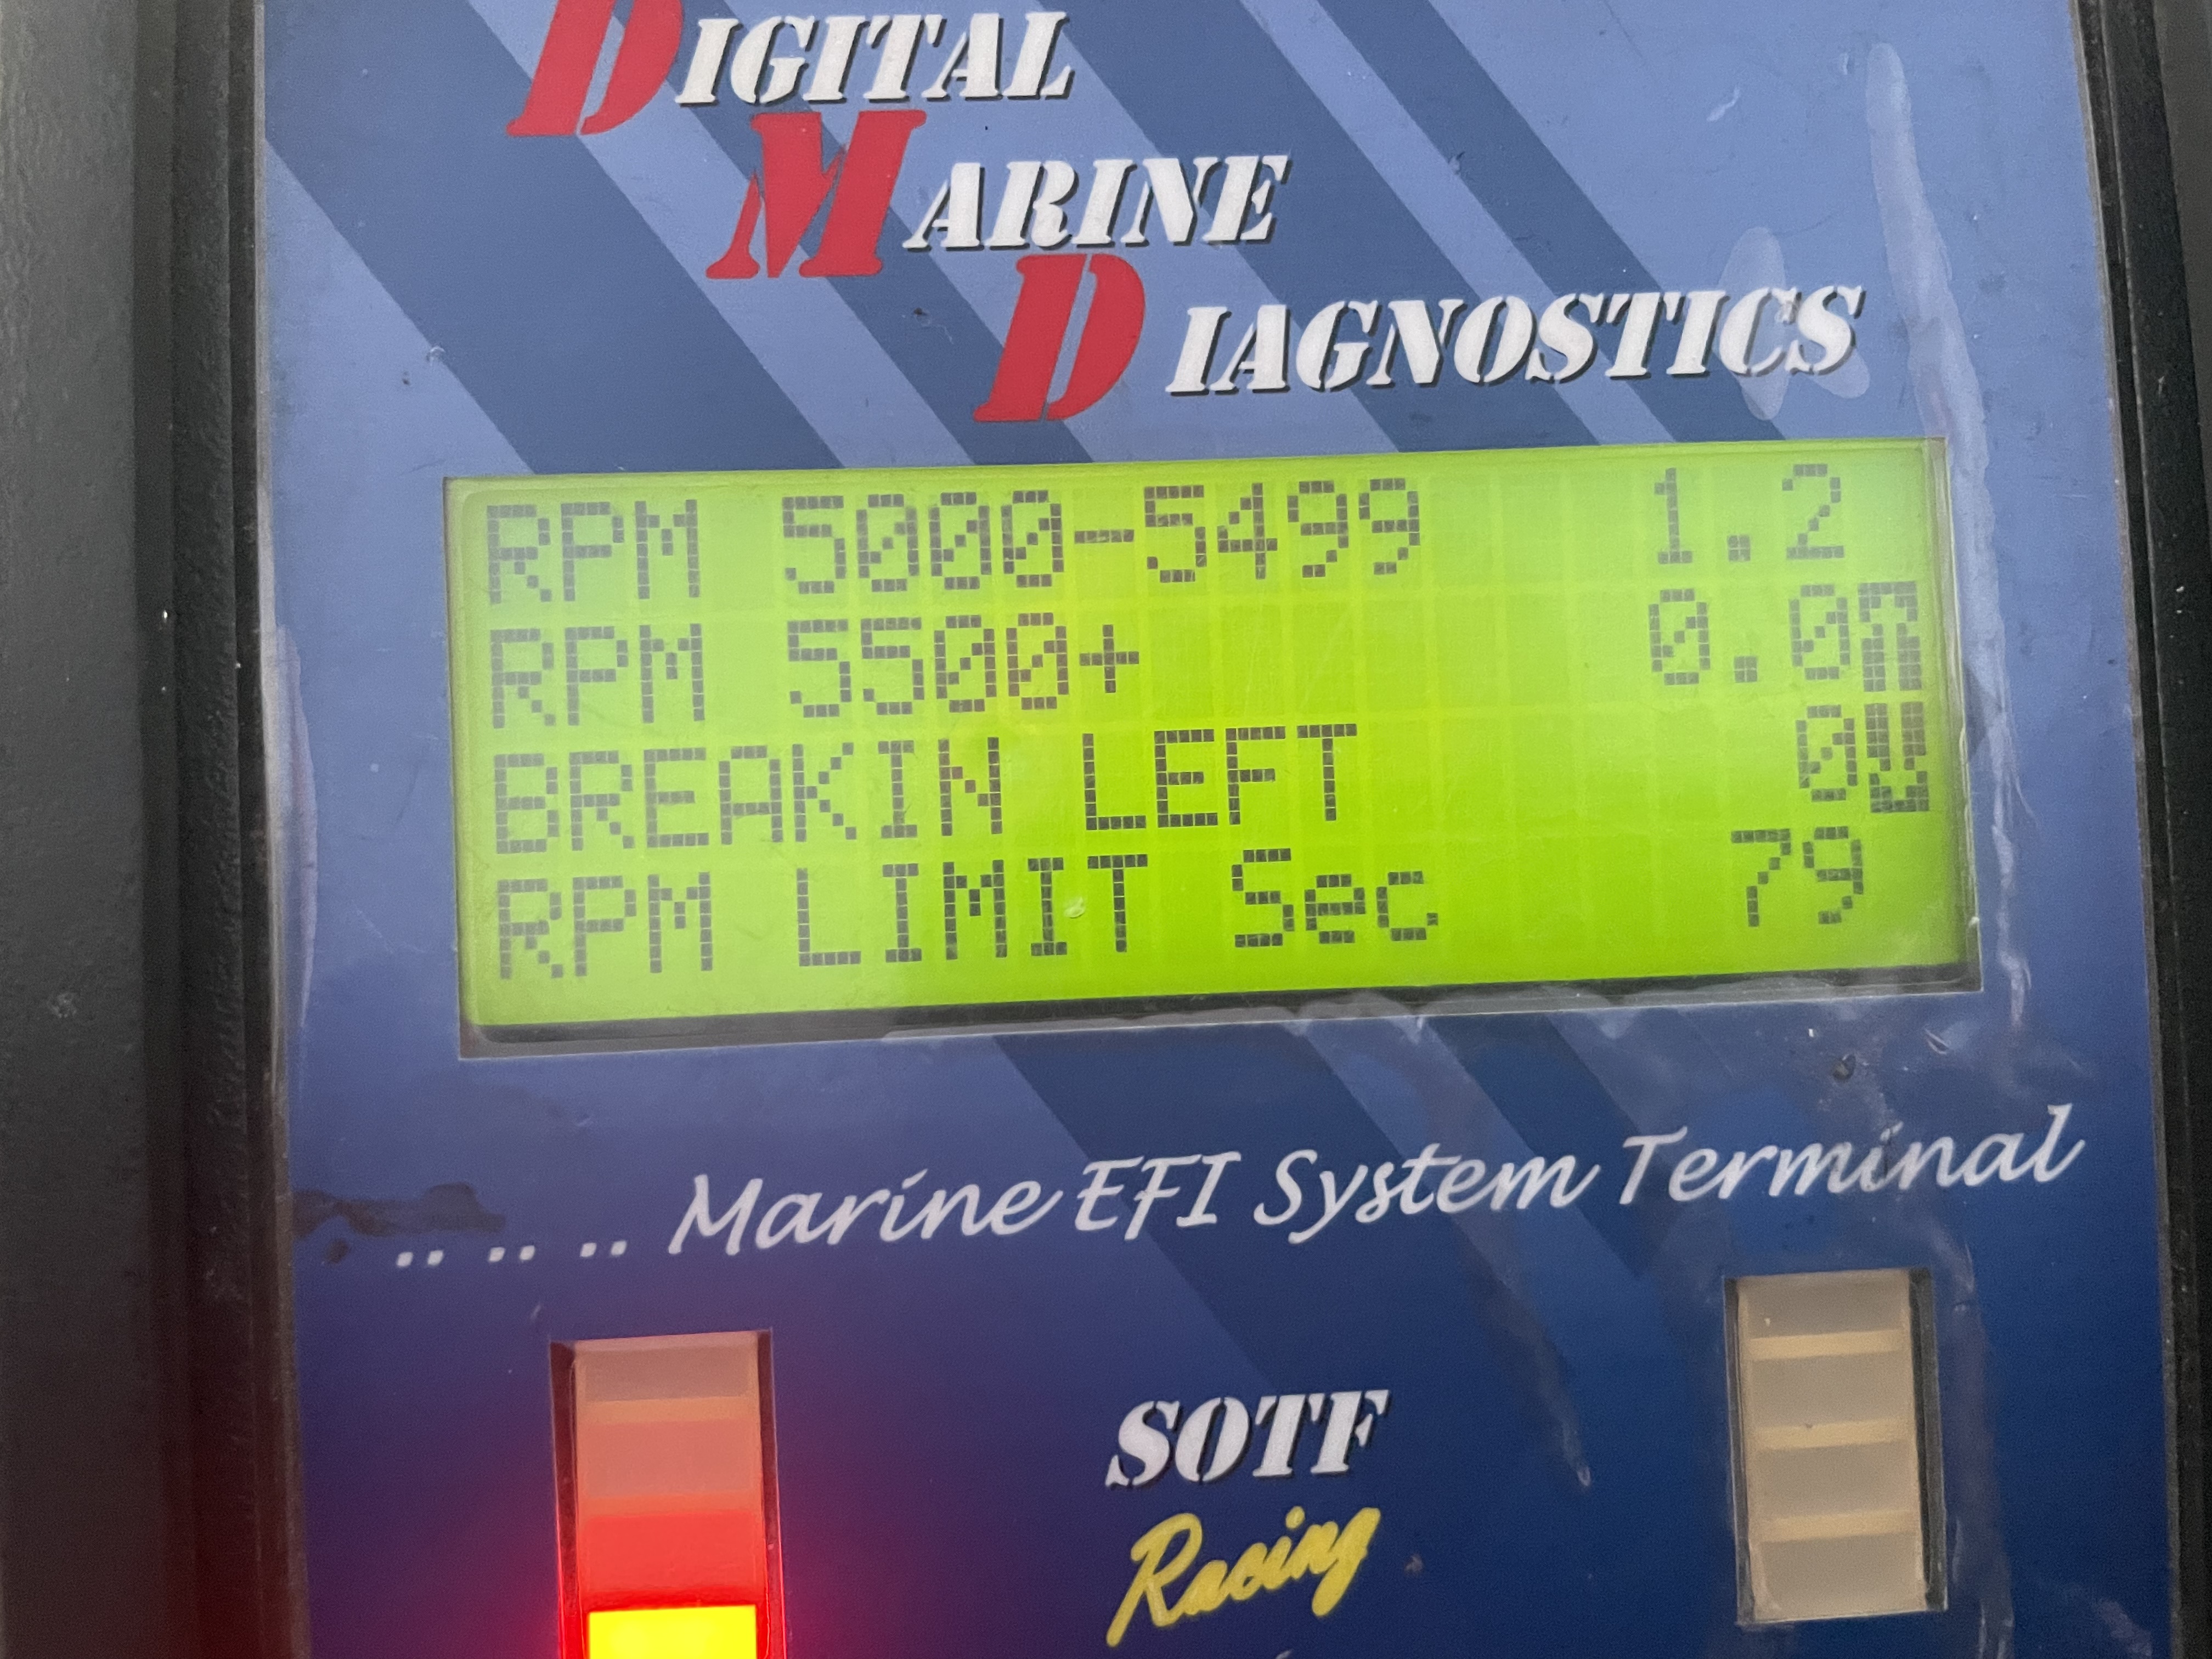 DIGITAL
MARINE
DIAGNOSTICS
RPM 5000-5499 1.2
RPM 5500+ 0.0
BREAKIN LEFT 0
RPM LIMIT Sec 79
.. .. .. Marine EFI System Terminal
SOTF
Racing